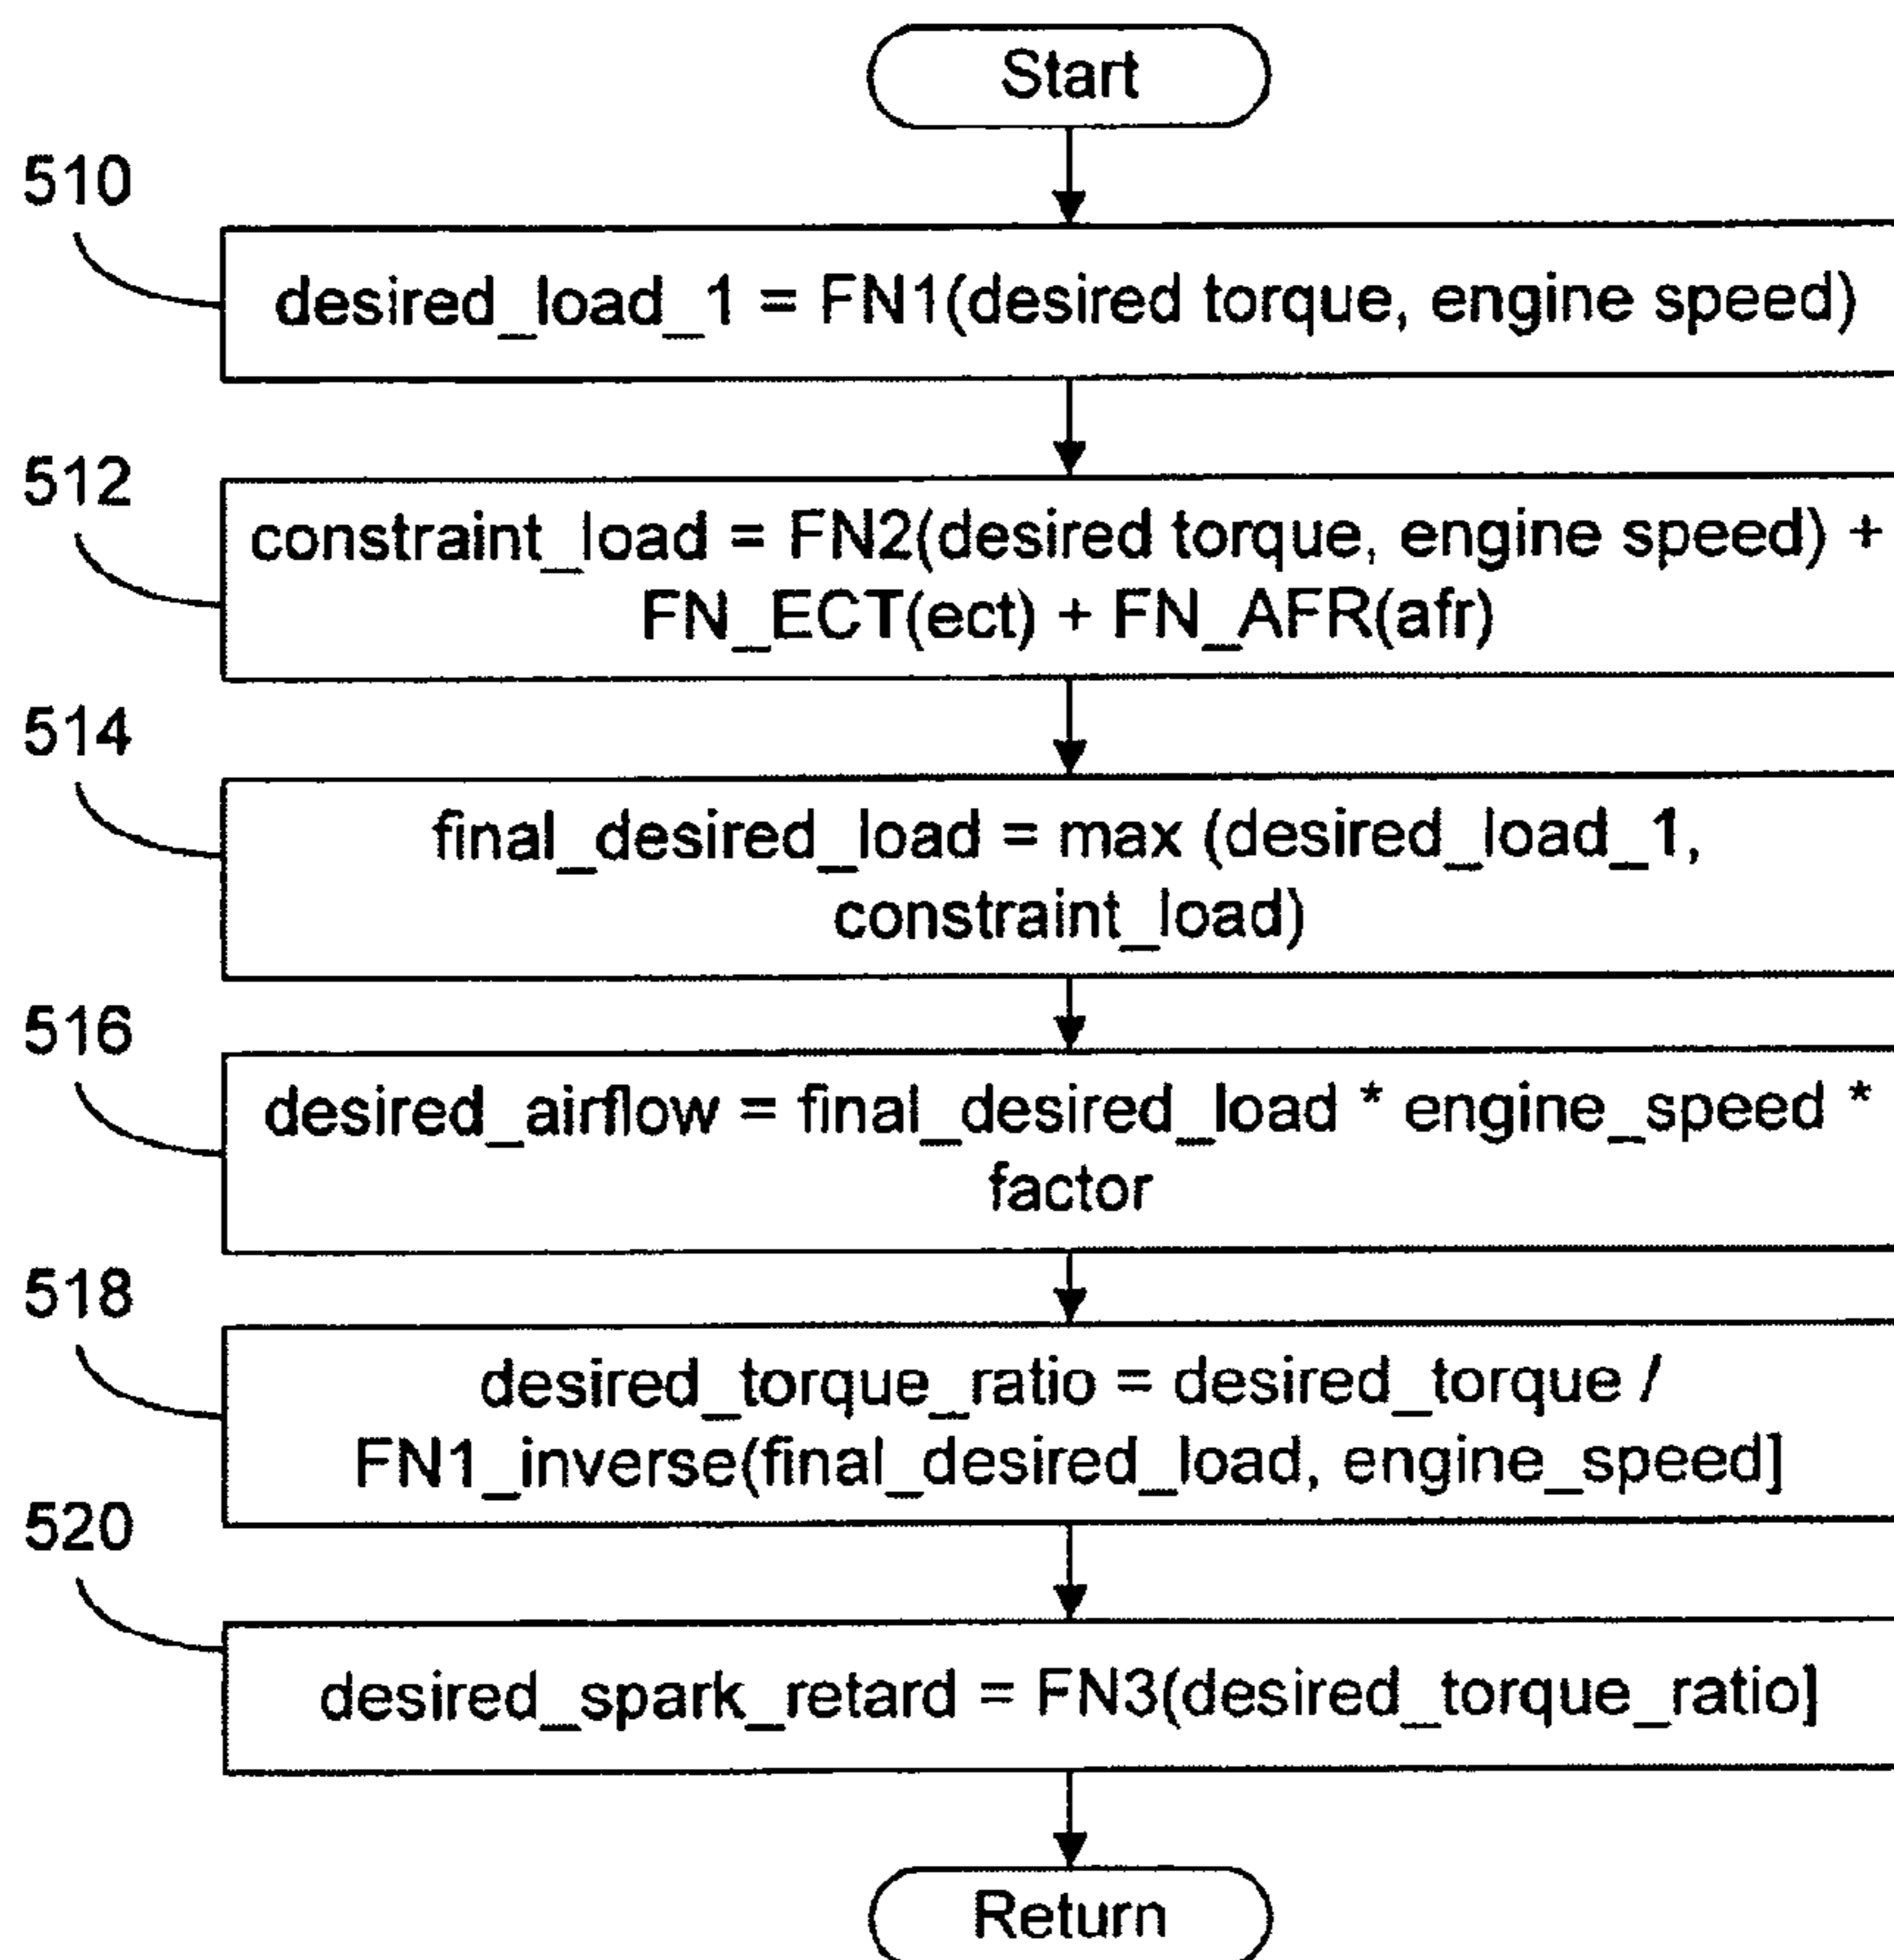 Start
510
desired_load_1 = FN1(desired torque, engine speed)
512
constraint_load = FN2(desired torque, engine speed) +
FN_ECT(ect) + FN_AFR(afr)
514
final_desired_load = max (desired_load_1,
constraint_load)
516
desired_airflow = final_desired_load * engine_speed *
factor
518
desired_torque_ratio = desired_torque /
FN1_inverse(final_desired_load, engine_speed]
520
desired_spark_retard = FN3(desired_torque_ratio]
Return